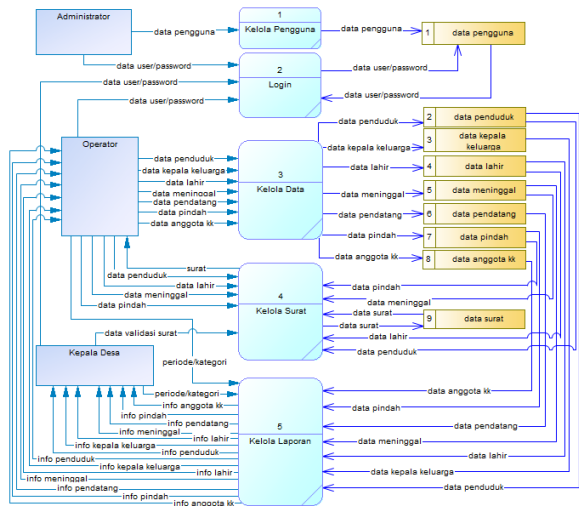 Administrator
1
Kelola Pengguna
data pengguna
data pengguna
1 data pengguna
data user/password
2
Login
data user/password
data user/password
data user/password
data user/password
Operator
data penduduk
data kepala keluarga
data lahir
data meninggal
data pendatang
data pindah
data anggota kk
3
Kelola Data
data penduduk
data kepala keluarga
data lahir
data meninggal
data pendatang
data pindah
data anggota kk
2 data penduduk
3 data kepala
keluarga
4 data lahir
5 data meninggal
6 data pendatang
7 data pindah
8 data anggota kk
surat
data penduduk
data lahir
data meninggal
data pindah
4
Kelola Surat
data pindah
data meninggal
data surat
data surat
data lahir
data penduduk
9 data surat
data validasi surat
Kepala Desa
periode/kategori
periode/kategori
info anggota kk
info pindah
info pendatang
info meninggal
info lahir
info kepala keluarga
info penduduk
info penduduk
info kepala keluarga
info lahir
info meninggal
info pendatang
info pindah
info anggota kk
5
Kelola Laporan
data anggota kk
data pindah
data pendatang
data meninggal
data lahir
data kepala keluarga
data penduduk